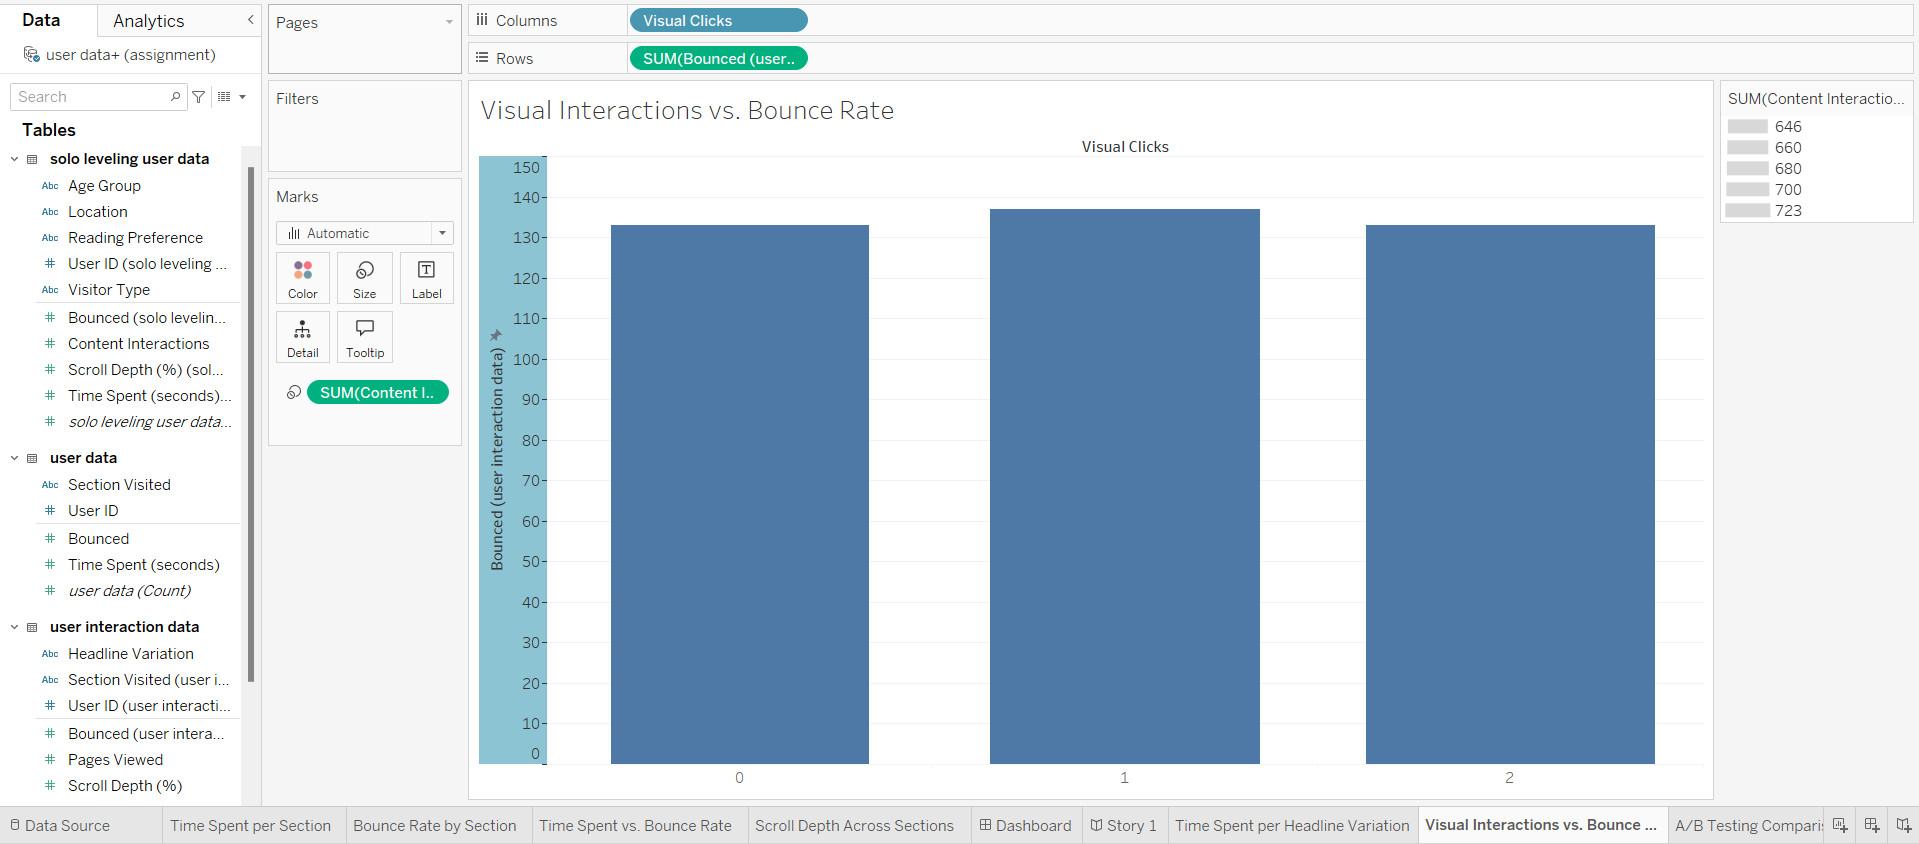 Data
Analytics
user data+ (assignment)
Search
Tables
solo leveling user data
Abc Age Group
Abc Location
Abc Reading Preference
# User ID (solo leveling ...
Abc Visitor Type
# Bounced (solo levelin...
# Content Interactions
# Scroll Depth (%) (sol...
# Time Spent (seconds)...
# solo leveling user data...
user data
Abc Section Visited
# User ID
# Bounced
# Time Spent (seconds)
# user data (Count)
user interaction data
Abc Headline Variation
Abc Section Visited (user i...
# User ID (user interacti...
# Bounced (user intera...
# Pages Viewed
# Scroll Depth (%)
Pages
Filters
Marks
Automatic
Color
Size
Label
Detail
Tooltip
SUM(Content I..
Columns
Visual Clicks
Rows
SUM(Bounced (user..
Visual Interactions vs. Bounce Rate
Visual Clicks
Bounced (user interaction data)
150
140
130
120
110
100
90
80
70
60
50
40
30
20
10
0
0
1
2
SUM(Content Interactio...
646
660
680
700
723
Data Source
Time Spent per Section
Bounce Rate by Section
Time Spent vs. Bounce Rate
Scroll Depth Across Sections
Dashboard
Story 1
Time Spent per Headline Variation
Visual Interactions vs. Bounce ...
A/B Testing Comparis